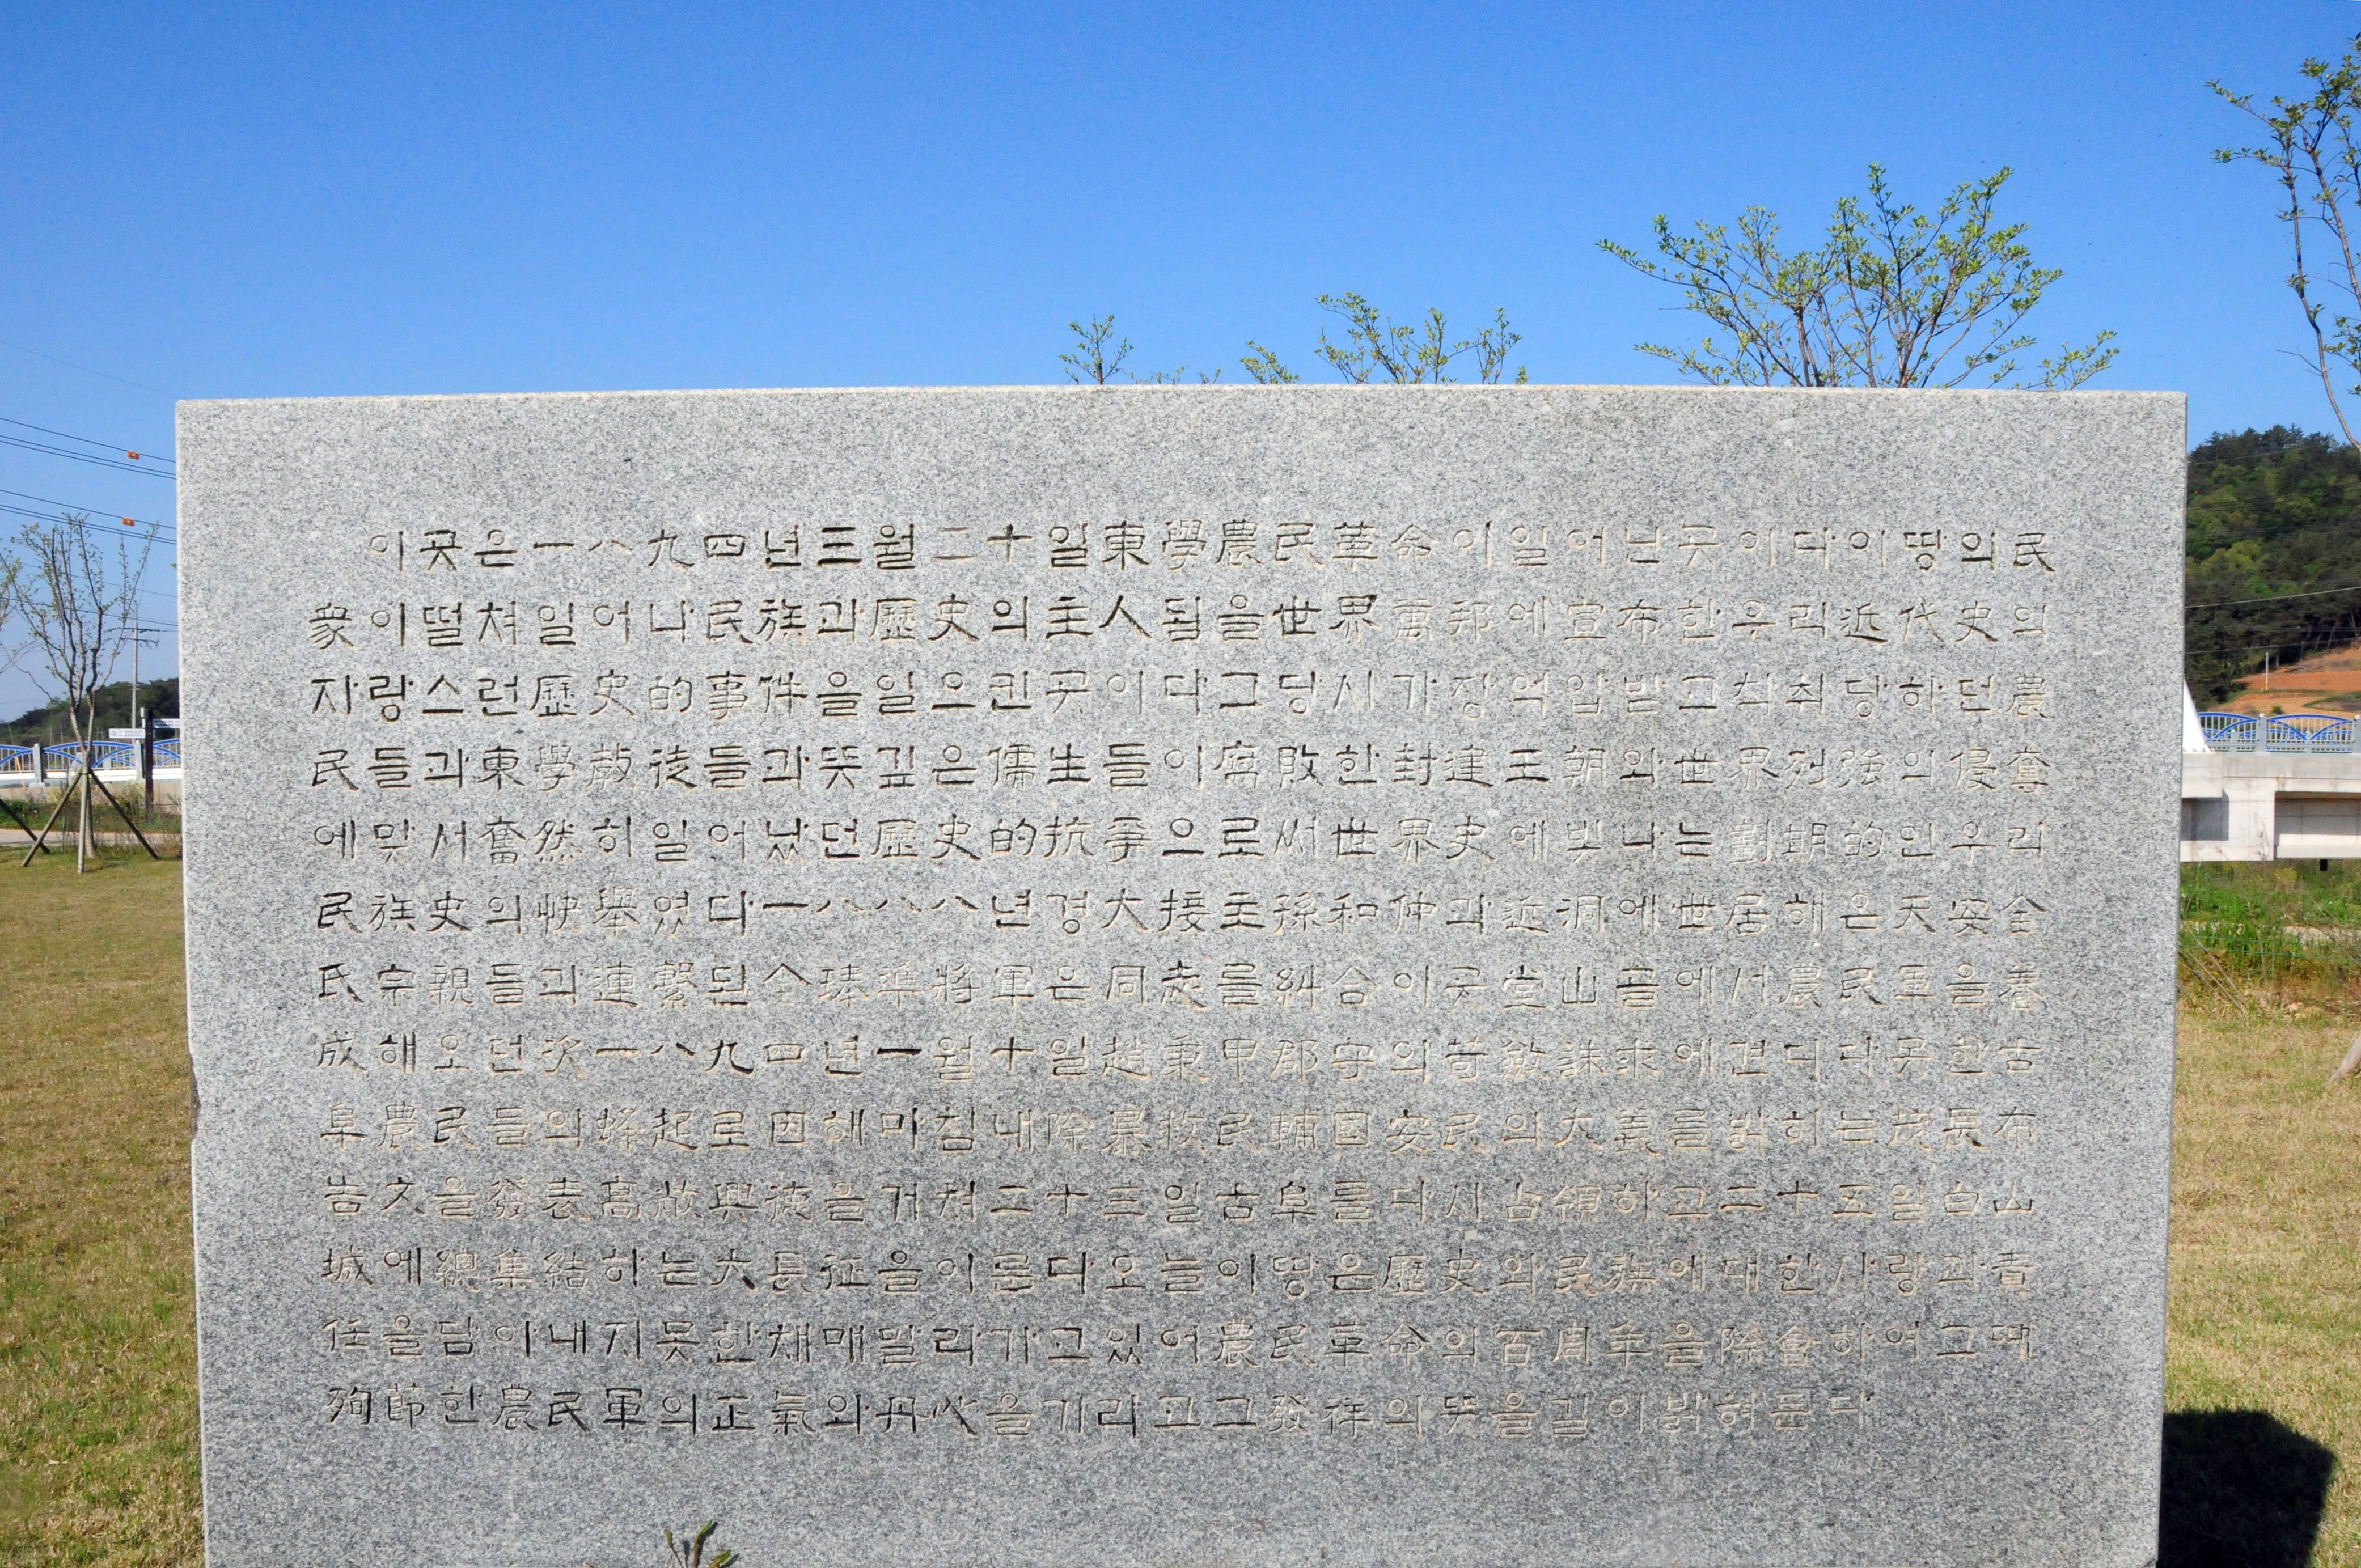 이곳은一八九四년三월二十일東學農民革命이일어난곳이다이땅의民
衆이떨쳐일어나民族과歷史의主人됨을世界萬邦에宣布한우리近代史의
자랑스런歷史的事件을일으킨곳이다그당시가장억압받고착취당하던農
民들과東學敎徒들과뜻깊은儒生들이腐敗한封建王朝와世界列强의侵奪
에맞서奮然히일어났던歷史的抗爭으로써世界史에빛나는劃期的인우리
民族史의快擧였다一八八八년경大接主孫和仲과近洞에世居해온天安全
氏宗親들과連繫된全琫準將軍은同志를糾合이곳堂山골에서農民軍을養
成해오던次一八九四년一월十일趙秉甲郡守의苛斂誅求에견디다못한古
阜農民들의蜂起로因해마침내除暴救民輔國安民의大義를밝히는茂長布
告文을發表高敞興德을거쳐二十三일古阜를다시占領하고二十五일白山
城에總集結하는大長征을이룬다오늘이땅은歷史의民族에대한사랑과責
任을담아내지못한채메말라가고있어農民革命의百周年을際會하여그때
殉節한農民軍의正氣와丹心을기리고그發祥의뜻을길이밝혀둔다